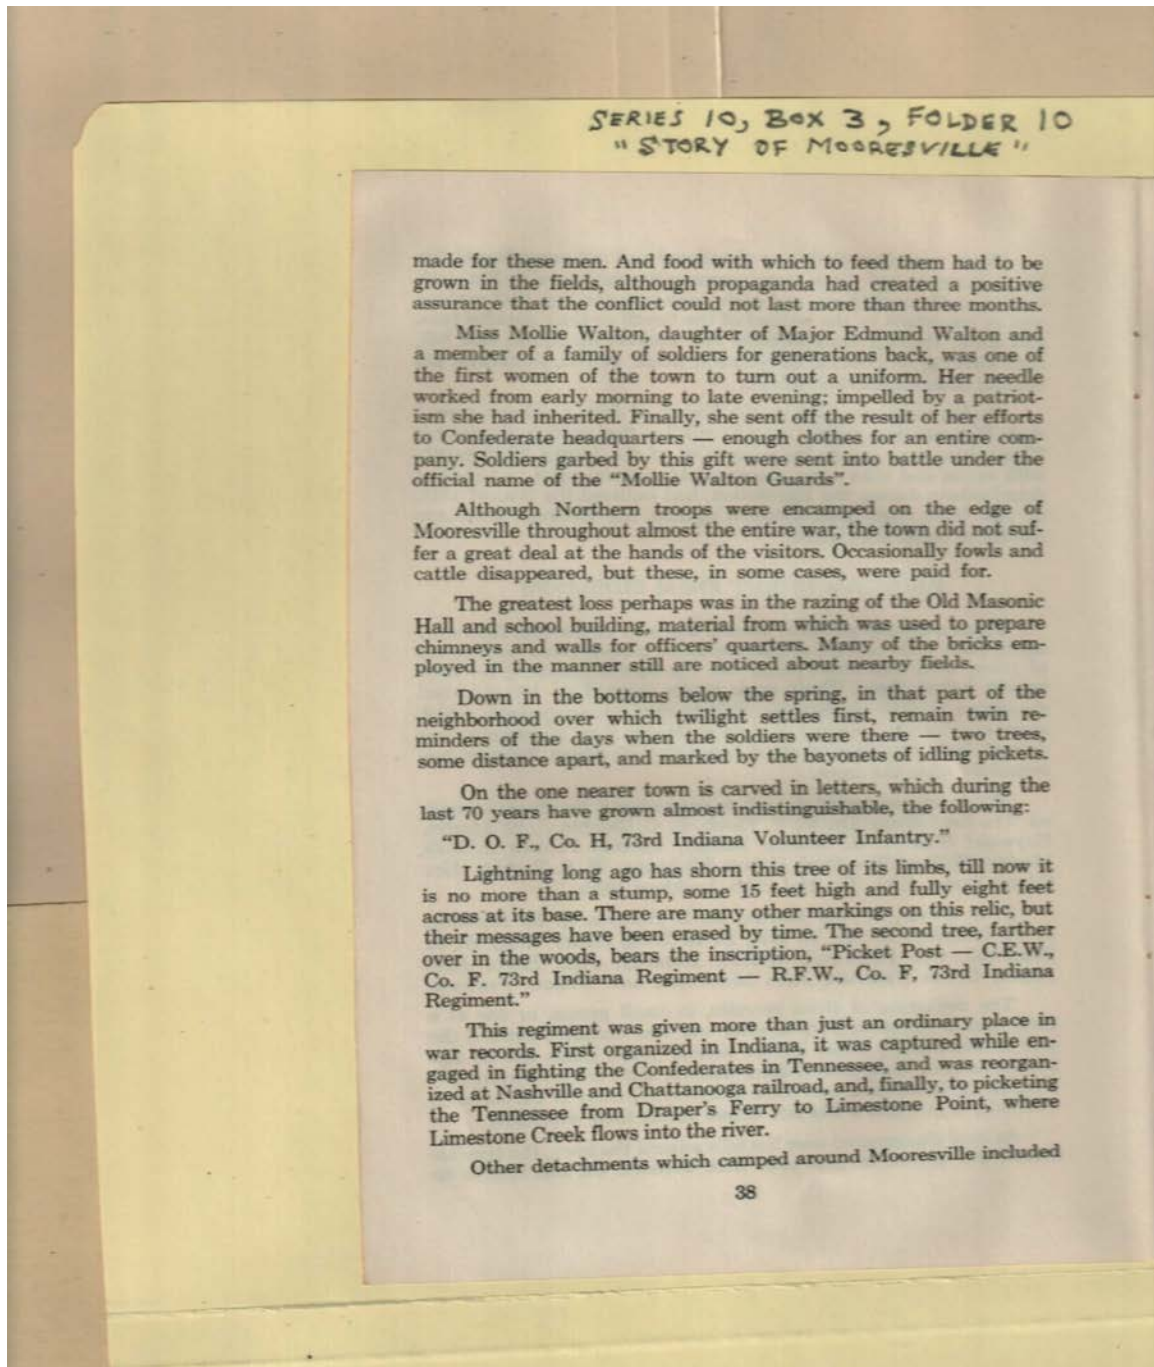 SERIES 10, BOX 3, FOLDER 10
"STORY OF MOORESVILLE"
made for these men. And food with which to feed them had to be
grown in the fields, although propaganda had created a positive
assurance that the conflict could not last more than three months.
Miss Mollie Walton, daughter of Major Edmund Walton and
a member of a family of soldiers for generations back, was one of
the first women of the town to turn out a uniform. Her needle
worked from early morning to late evening; impelled by a patriot-
ism she had inherited. Finally, she sent off the result of her efforts
to Confederate headquarters — enough clothes for an entire com-
pany. Soldiers garbed by this gift were sent into battle under the
official name of the "Mollie Walton Guards".
Although Northern troops were encamped on the edge of
Mooresville throughout almost the entire war, the town did not suf-
fer a great deal at the hands of the visitors. Occasionally fowls and
cattle disappeared, but these, in some cases, were paid for.
The greatest loss perhaps was in the razing of the Old Masonic
Hall and school building, material from which was used to prepare
chimneys and walls for officers' quarters. Many of the bricks em-
ployed in the manner still are noticed about nearby fields.
Down in the bottoms below the spring, in that part of the
neighborhood over which twilight settles first, remain twin re-
minders of the days when the soldiers were there — two trees,
some distance apart, and marked by the bayonets of idling pickets.
On the one nearer town is carved in letters, which during the
last 70 years have grown almost indistinguishable, the following:
"D. O. F., Co. H, 73rd Indiana Volunteer Infantry."
Lightning long ago has shorn this tree of its limbs, till now it
is no more than a stump, some 15 feet high and fully eight feet
across at its base. There are many other markings on this relic, but
their messages have been erased by time. The second tree, farther
over in the woods, bears the inscription, "Picket Post — C.E.W.,
Co. F. 73rd Indiana Regiment — R.F.W., Co. F, 73rd Indiana
Regiment."
This regiment was given more than just an ordinary place in
war records. First organized in Indiana, it was captured while en-
gaged in fighting the Confederates in Tennessee, and was reorgan-
ized at Nashville and Chattanooga railroad, and, finally, to picketing
the Tennessee from Draper's Ferry to Limestone Point, where
Limestone Creek flows into the river.
Other detachments which camped around Mooresville included
38